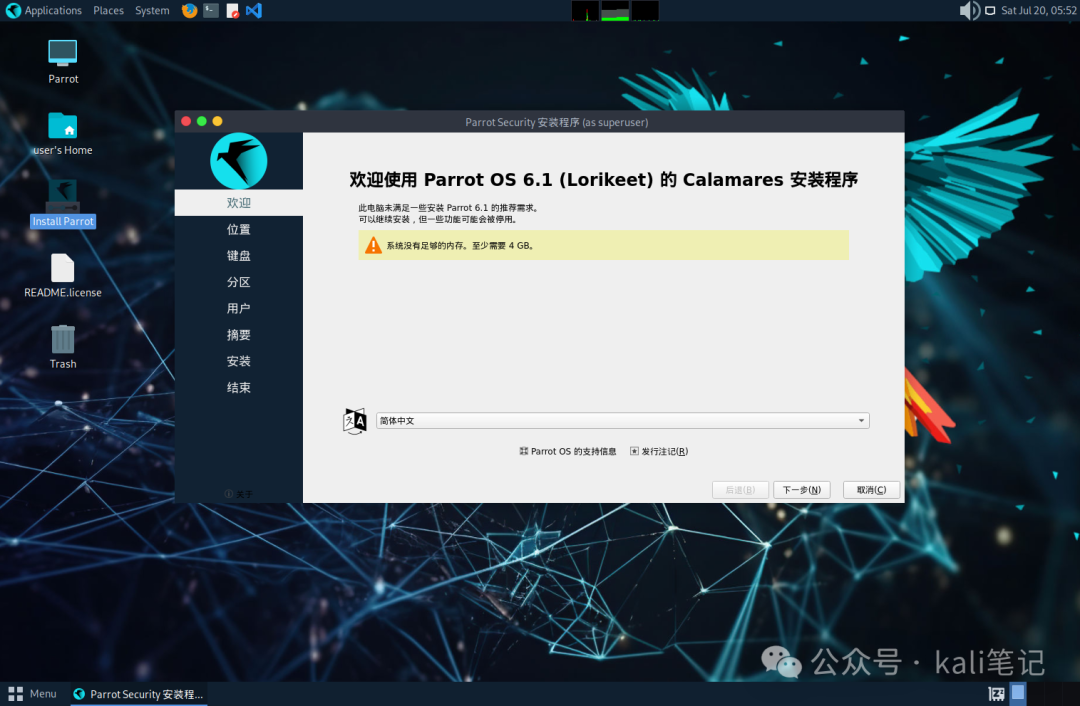 Applications Places System
Sat Jul 20, 05:52
Parrot
user's Home
Install Parrot
README.license
Trash
Parrot Security 安装程序 (as superuser)
欢迎
位置
键盘
分区
用户
摘要
安装
结束
关于
欢迎使用 Parrot OS 6.1 (Lorikeet) 的 Calamares 安装程序
此电脑未满足一些安装 Parrot 6.1 的推荐需求。
可以继续安装，但一些功能可能会被停用。
系统没有足够的内存。至少需要 4 GB。
简体中文
Parrot OS 的支持信息 发行注记(R)
后退(B) 下一步(N) 取消(C)
公众号 · kali笔记
Menu Parrot Security 安装程...